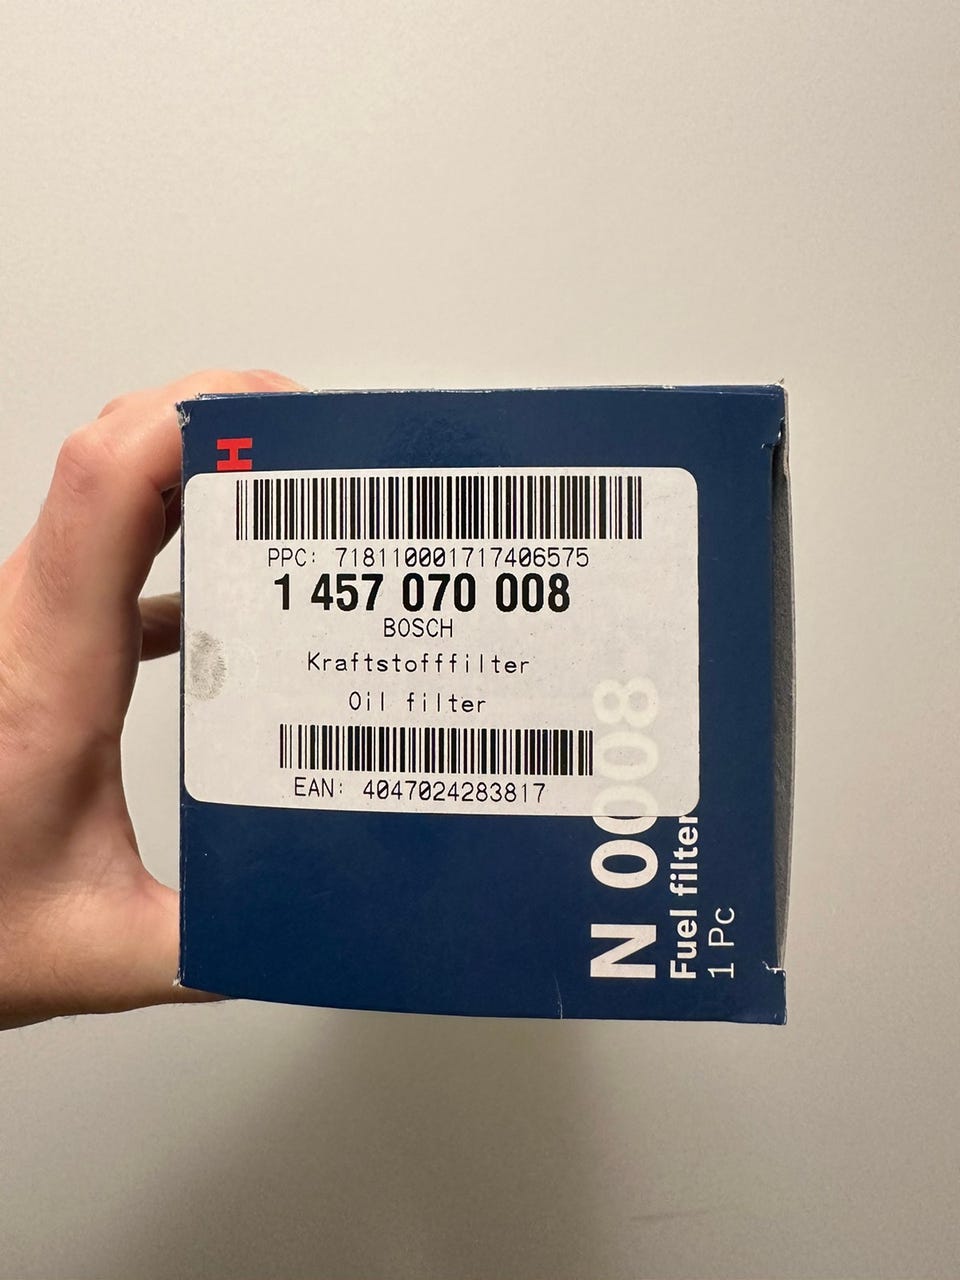 H
PPC: 718110001717406575
1 457 070 008
BOSCH
Kraftstofffilter
Oil filter
EAN: 4047024283817
N 0008
Fuel filter
1 Pc